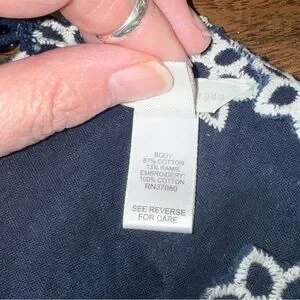 BODY:
87% COTTON
13% RAMIE
EMBROIDERY:
100% COTTON
RN37080
SEE REVERSE
FOR CARE